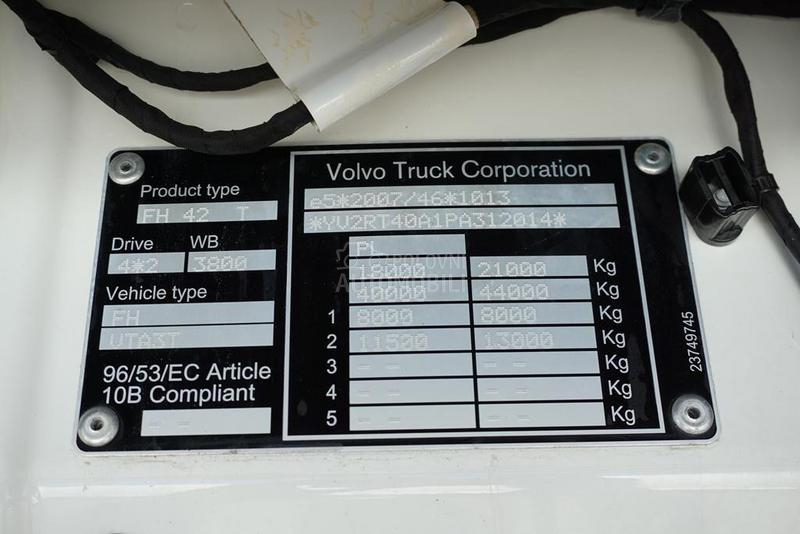 Volvo Truck Corporation
Product type
FH 42 T
Drive WB
4*2 3800
Vehicle type
FH
VTA3T
96/53/EC Article
10B Compliant
- -
e5*2007/46*1013
*YV2RT40A1PA312014*
PL
18000 21000 Kg
40000 44000 Kg
1 8000 8000 Kg
2 11500 13000 Kg
3 - - - - Kg
4 - - - - Kg
5 - - - - Kg
23749745